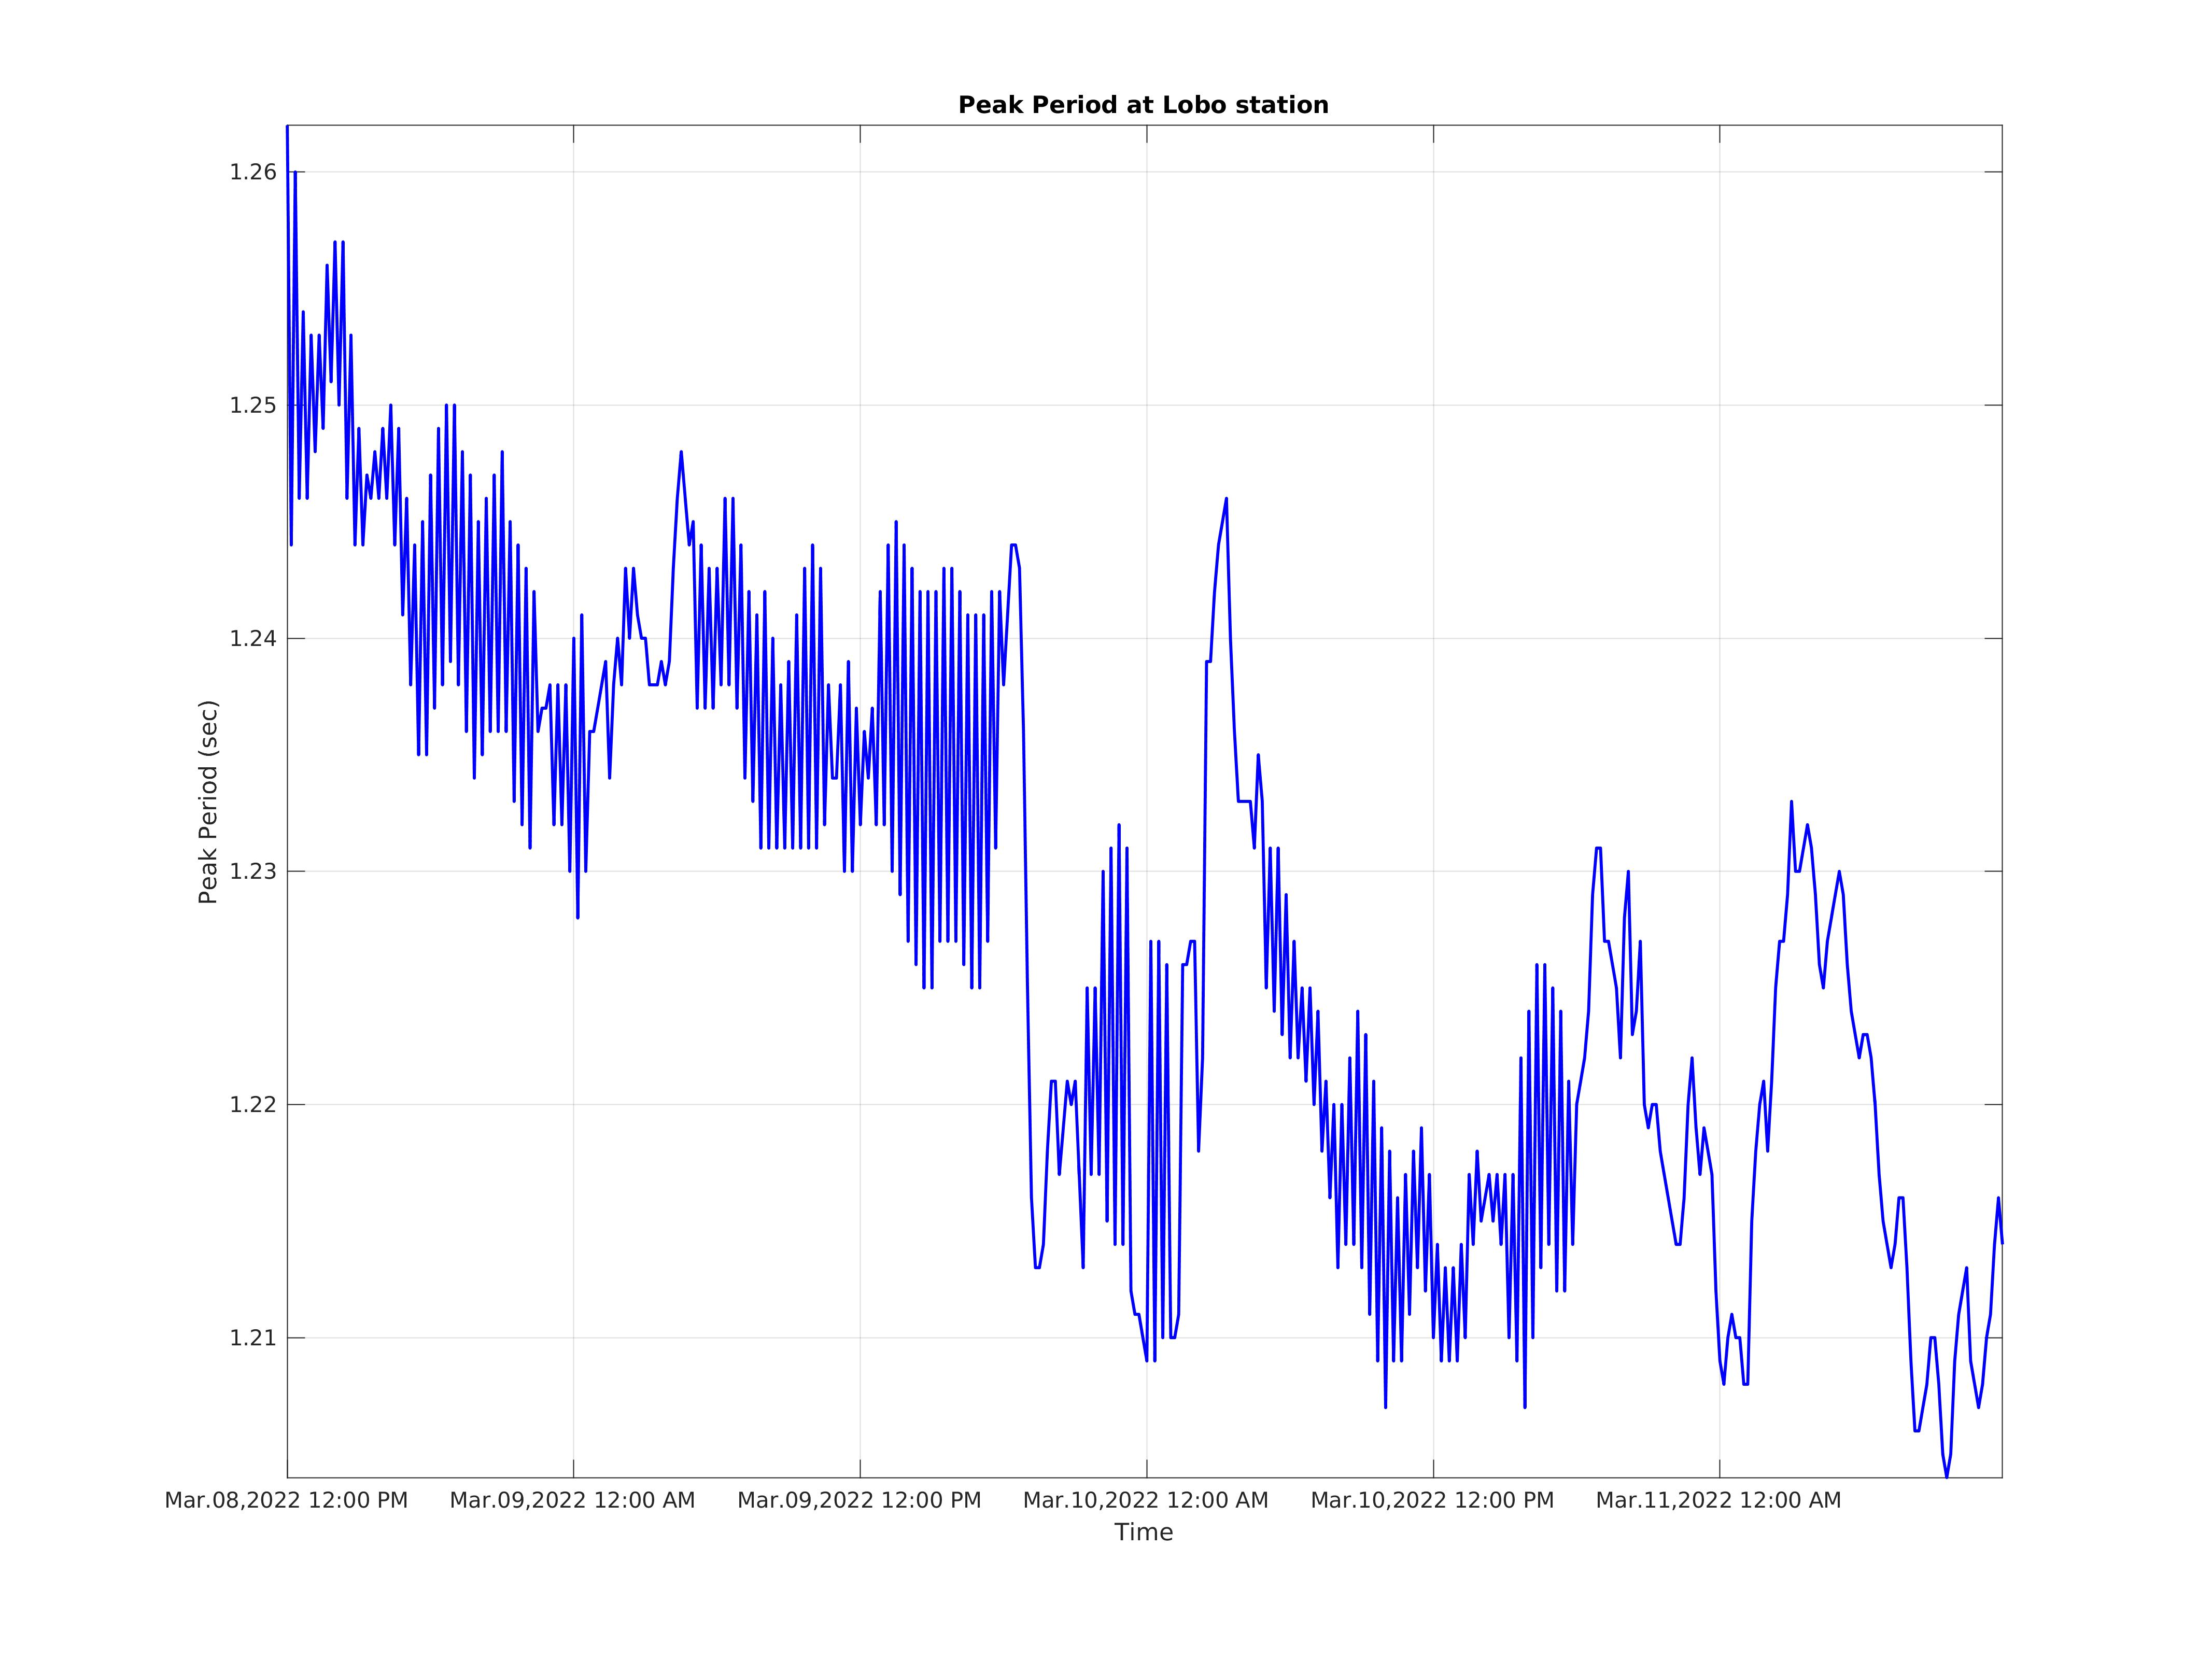 Peak Period at Lobo station
1.26
1.25
1.24
1.23
1.22
1.21
Peak Period (sec)
Mar.08,2022 12:00 PM
Mar.09,2022 12:00 AM
Mar.09,2022 12:00 PM
Mar.10,2022 12:00 AM
Mar.10,2022 12:00 PM
Mar.11,2022 12:00 AM
Time